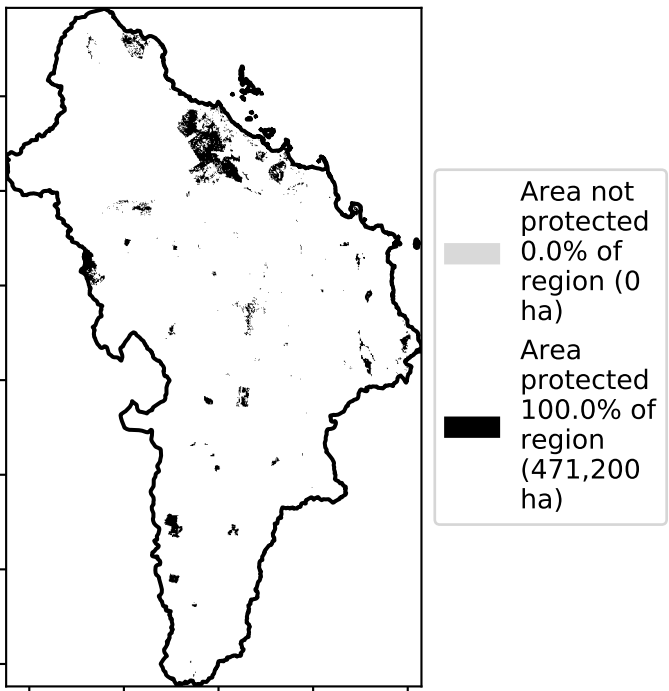 Area not
protected
0.0% of
region (0
ha)
Area
protected
100.0% of
region
(471,200
ha)